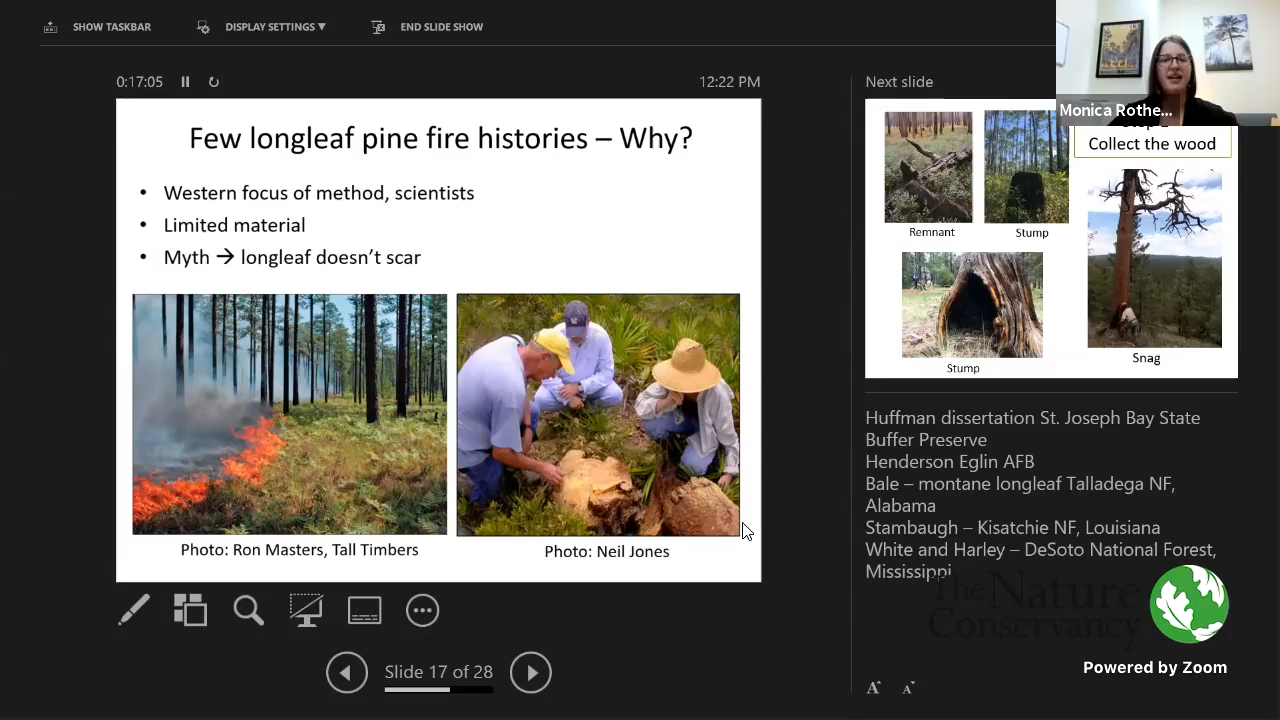 SHOW TASKBAR
DISPLAY SETTINGS ▼
END SLIDE SHOW
0:17:05
12:22 PM
Few longleaf pine fire histories – Why?
• Western focus of method, scientists
• Limited material
• Myth → longleaf doesn't scar
Photo: Ron Masters, Tall Timbers
Photo: Neil Jones
Slide 17 of 28
Next slide
Monica Rothe...
Collect the wood
Remnant
Stump
Stump
Snag
Huffman dissertation St. Joseph Bay State
Buffer Preserve
Henderson Eglin AFB
Bale – montane longleaf Talladega NF,
Alabama
Stambaugh – Kisatchie NF, Louisiana
White and Harley – DeSoto National Forest,
Mississippi
The Nature
Conservancy
Powered by Zoom